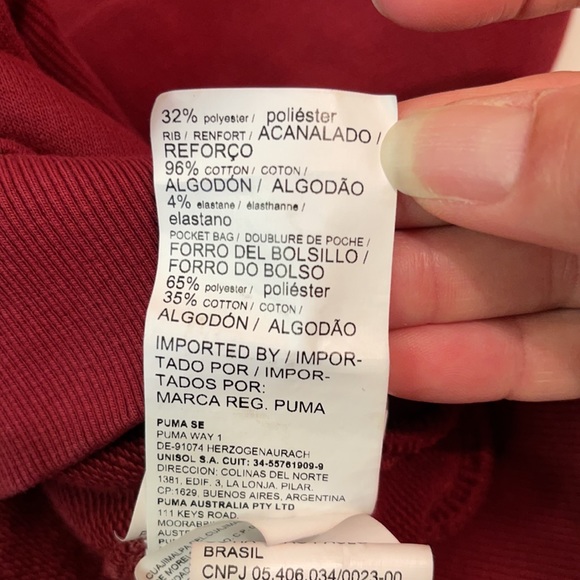 32% polyester / poliéster
RIB / RENFORT / ACANALADO /
REFORÇO
96% COTTON / COTON /
ALGODÓN / ALGODÃO
4% elastane / élasthanne /
elastano
POCKET BAG / DOUBLURE DE POCHE /
FORRO DEL BOLSILLO /
FORRO DO BOLSO
65% polyester / poliéster
35% COTTON / COTON /
ALGODÓN / ALGODÃO
IMPORTED BY / IMPOR-
TADO POR / IMPOR-
TADOS POR:
MARCA REG. PUMA
PUMA SE
PUMA WAY 1
DE-91074 HERZOGENAURACH
UNISOL S.A. CUIT: 34-55761909-9
DIRECCION: COLINAS DEL NORTE
1381, EDIF. 3, LA LONJA, PILAR.
CP:1629, BUENOS AIRES, ARGENTINA
PUMA AUSTRALIA PTY LTD
111 KEYS ROAD,
BRASIL
CNPJ 05.406.034/0023-00